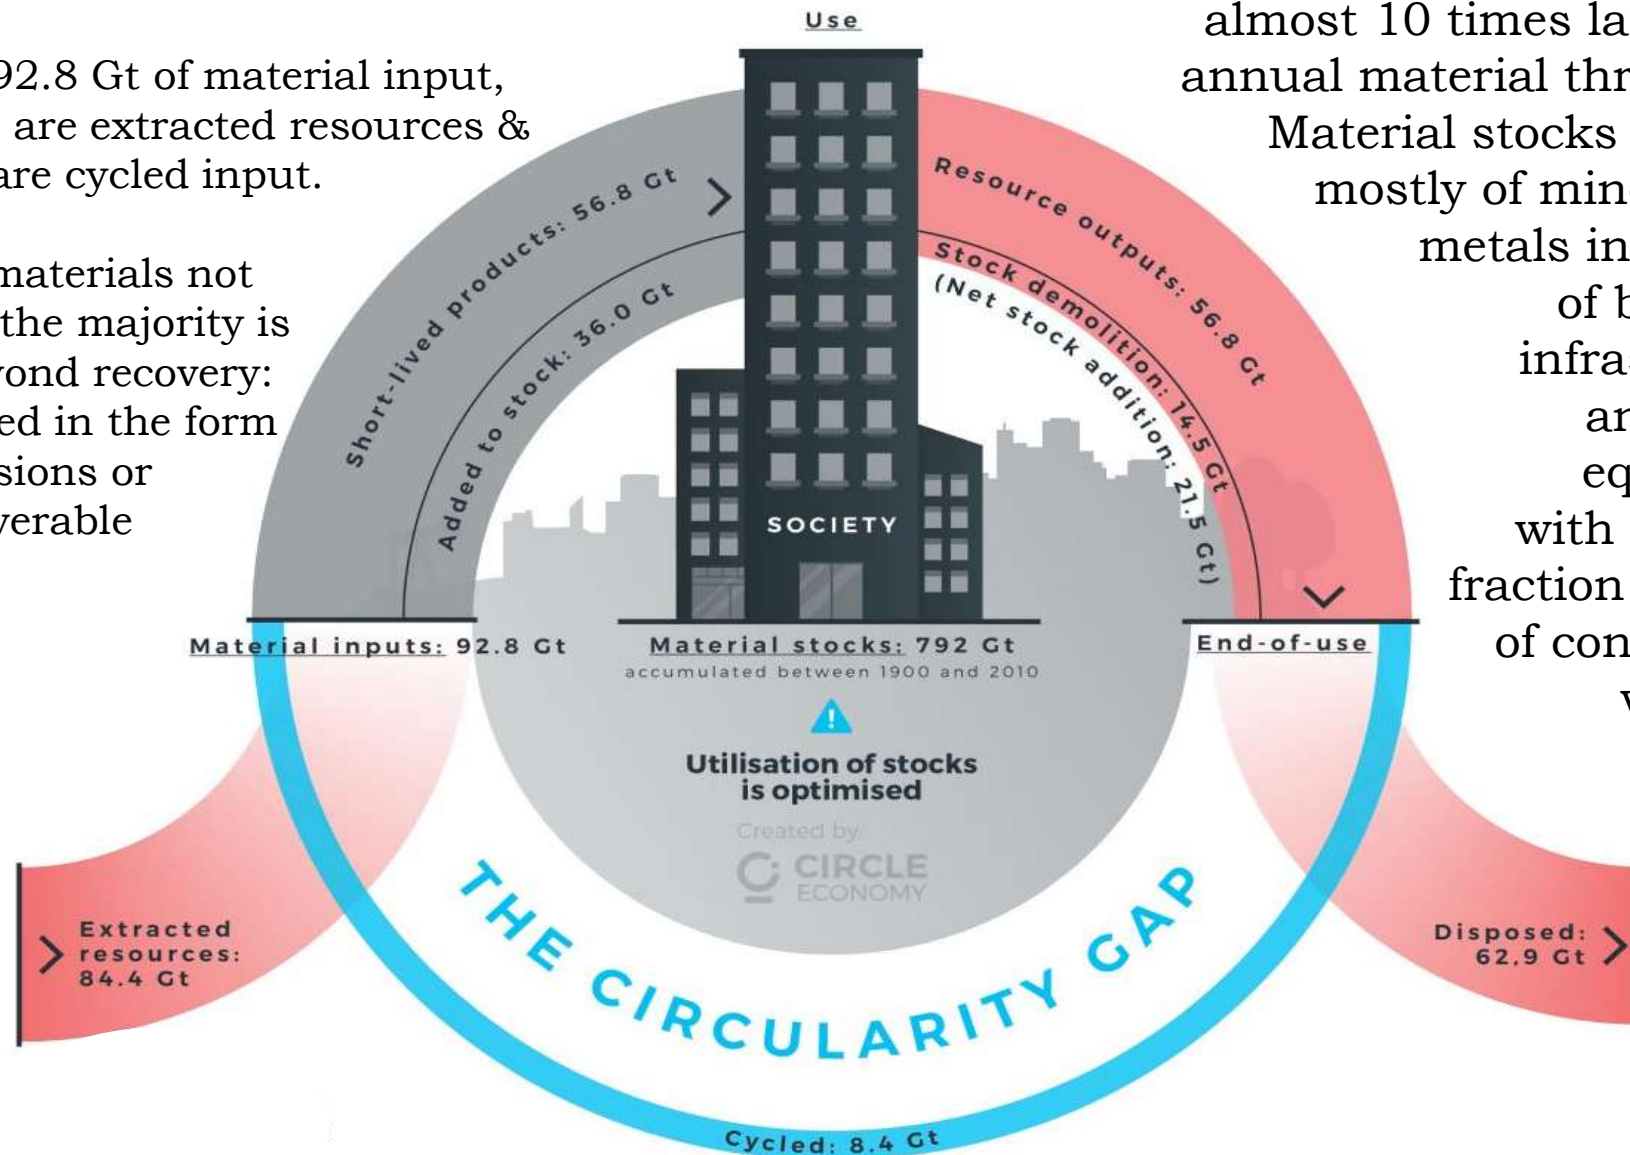 Use
92.8 Gt of material input,
are extracted resources &
are cycled input.
materials not
the majority is
yond recovery:
ed in the form
sions or
verable
almost 10 times la
annual material thr
Material stocks
mostly of min
metals in
of b
infras
an
eq
with
fraction
of con
Short-lived products: 56.8 Gt
Added to stock: 36.0 Gt
Resource outputs: 56.8 Gt
Stock demolition: 14.5 Gt
(Net stock addition: 21.5 Gt)
SOCIETY
Material inputs: 92.8 Gt
Material stocks: 792 Gt
accumulated between 1900 and 2010
End-of-use
!
Utilisation of stocks
is optimised
Created by:
CIRCLE
ECONOMY
THE CIRCULARITY GAP
Extracted
resources:
84.4 Gt
Disposed:
62,9 Gt
Cycled: 8.4 Gt